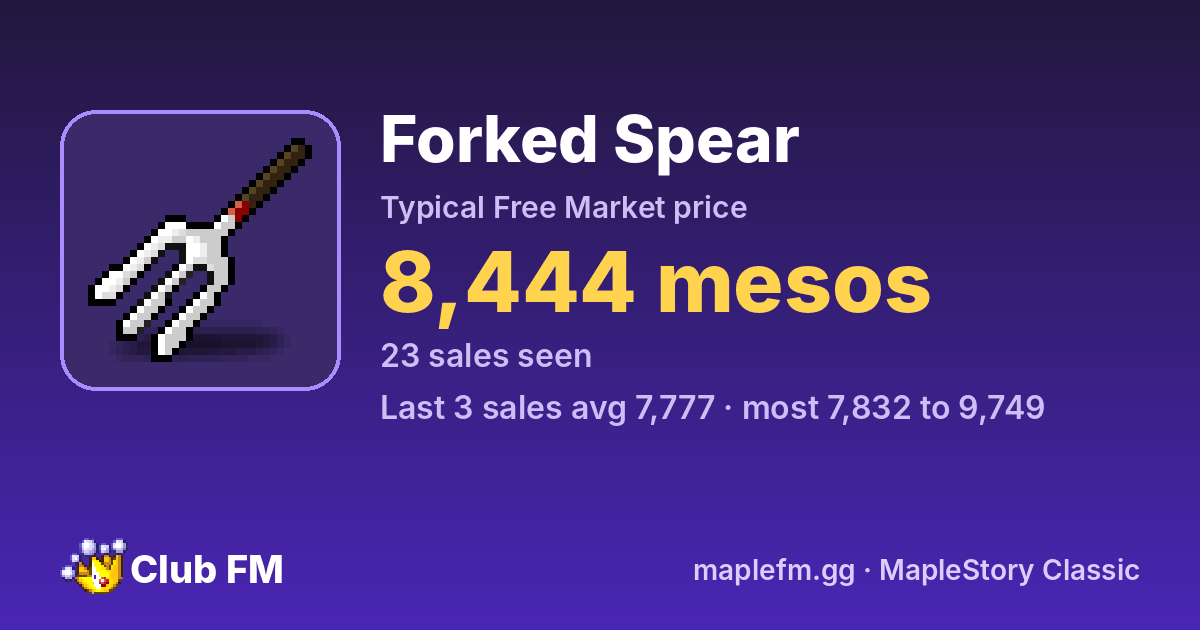 Forked Spear
Typical Free Market price
8,444 mesos
23 sales seen
Last 3 sales avg 7,777 · most 7,832 to 9,749
Club FM
maplefm.gg · MapleStory Classic